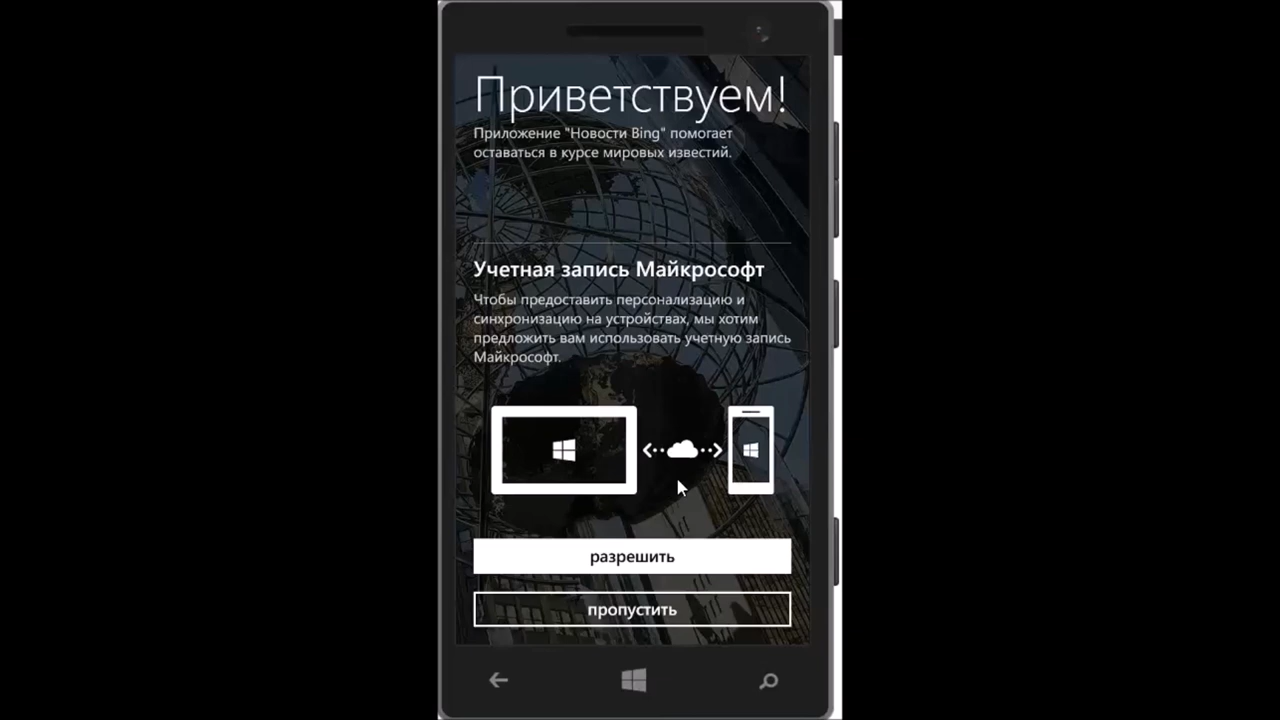 Приветствуем!
Приложение "Новости Bing" помогает
оставаться в курсе мировых известий.
Учетная запись Майкрософт
Чтобы предоставить персонализацию и
синхронизацию на устройствах, мы хотим
предложить вам использовать учетную запись
Майкрософт.
разрешить
пропустить